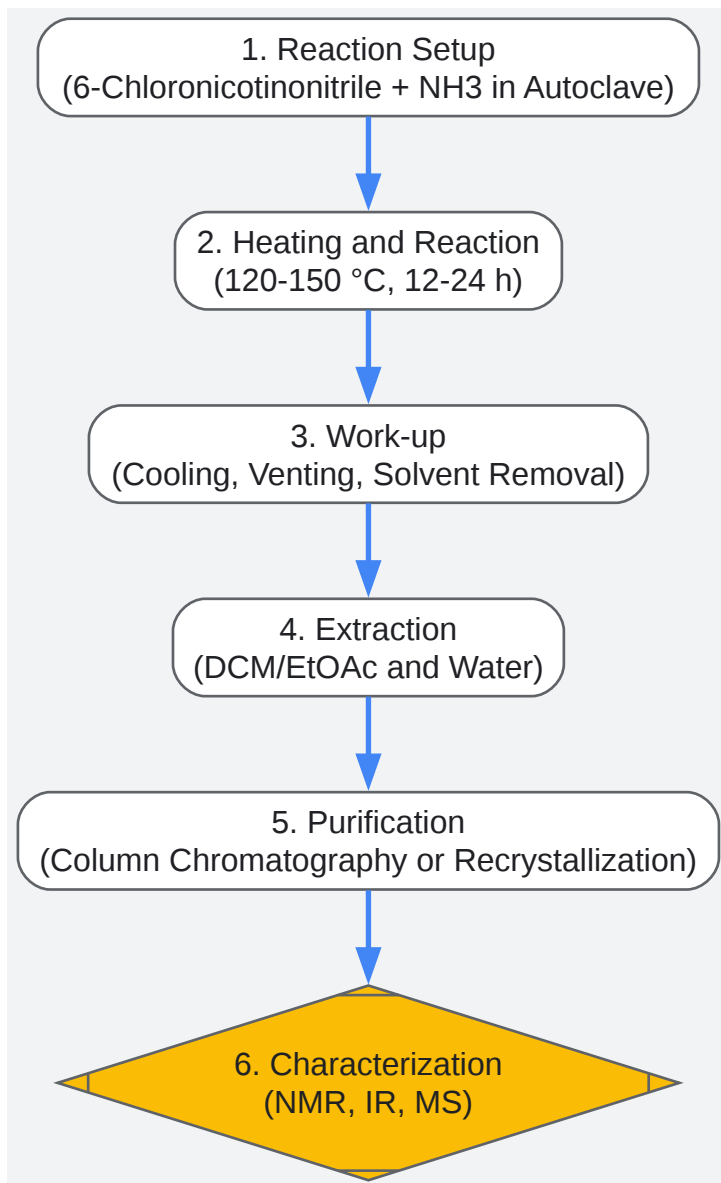 1. Reaction Setup
(6-Chloronicotinonitrile + NH3 in Autoclave)
2. Heating and Reaction
(120-150 °C, 12-24 h)
3. Work-up
(Cooling, Venting, Solvent Removal)
4. Extraction
(DCM/EtOAc and Water)
5. Purification
(Column Chromatography or Recrystallization)
6. Characterization
(NMR, IR, MS)